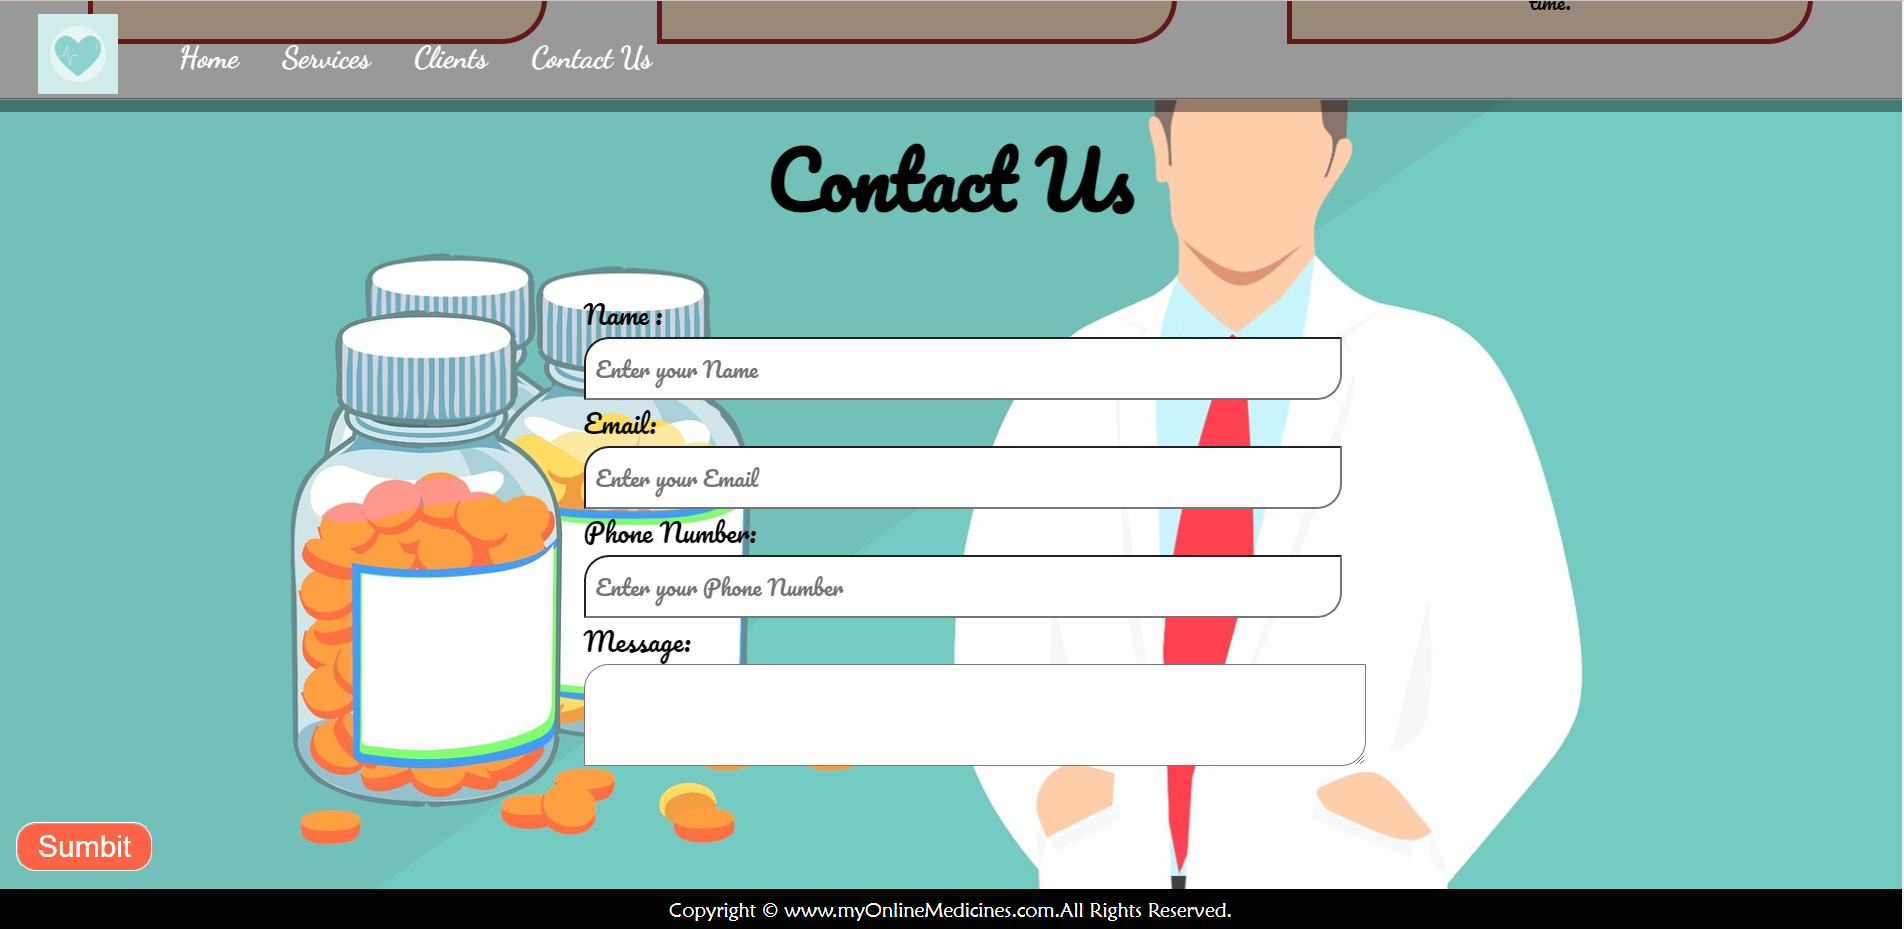 time.
Home Services Clients Contact Us
Contact Us
Name :
Enter your Name
Email:
Enter your Email
Phone Number:
Enter your Phone Number
Message:
Sumbit
Copyright © www.myOnlineMedicines.com.All Rights Reserved.